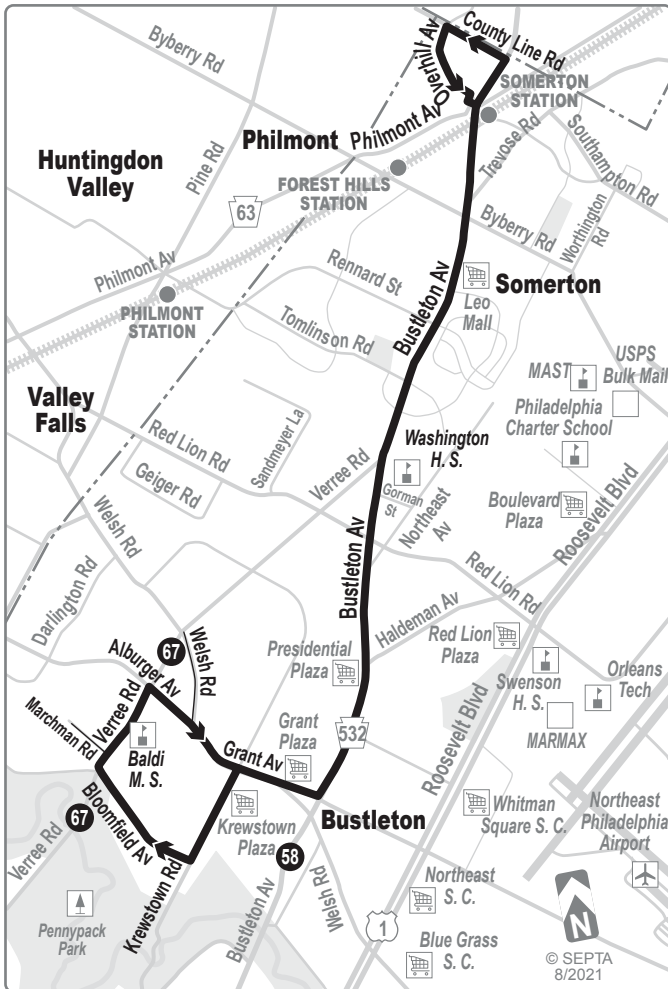 County Line Rd
Byberry Rd
Overhill Av
SOMERTON
STATION
Philmont
Philmont Av
Trevose Rd
Southampton Rd
Huntingdon
Valley
Pine Rd
FOREST HILLS
STATION
63
Byberry Rd
Worthington
Rd
Philmont Av
Rennard St
Bustleton Av
Somerton
Leo
Mall
PHILMONT
STATION
Tomlinson Rd
USPS
Bulk Mail
MAST
Philadelphia
Charter School
Valley
Falls
Red Lion Rd
Sandmeyer La
Washington
H. S.
Verree Rd
Geiger Rd
Gorman
St
Northeast
Av
Boulevard
Plaza
Roosevelt Blvd
Welsh Rd
Bustleton Av
Red Lion Rd
Darlington Rd
Haldeman Av
67
Welsh Rd
Alburger Av
Presidential
Plaza
Red Lion
Plaza
Swenson
H. S.
Orleans
Tech
MARMAX
Verree Rd
Marchman Rd
Baldi
M. S.
Grant Av
Grant
Plaza
532
Roosevelt Blvd
67
Bloomfield Av
Verree Rd
Krewstown
Plaza
Bustleton
Whitman
Square S. C.
Northeast
Philadelphia
Airport
58
Krewstown Rd
Bustleton Av
Welsh Rd
Northeast
S. C.
Pennypack
Park
1
Blue Grass
S. C.
N
© SEPTA
8/2021